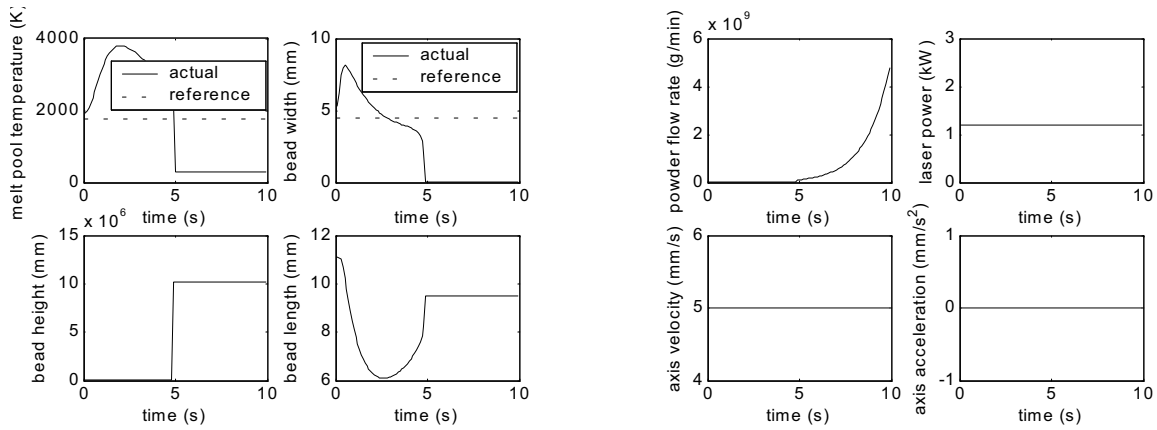 melt pool temperature (K)
4000
2000
0
0
5
10
time (s)
actual
reference
bead width (mm)
10
5
0
0
5
10
time (s)
actual
reference
x 10 6
bead height (mm)
15
10
5
0
0
5
10
time (s)
bead length (mm)
12
10
8
6
0
5
10
time (s)
x 10 9
powder flow rate (g/min)
6
4
2
0
0
5
10
time (s)
laser power (kW)
3
2
1
0
0
5
10
time (s)
axis velocity (mm/s)
6
5
4
0
5
10
time (s)
axis acceleration (mm/s²)
1
0
-1
0
5
10
time (s)